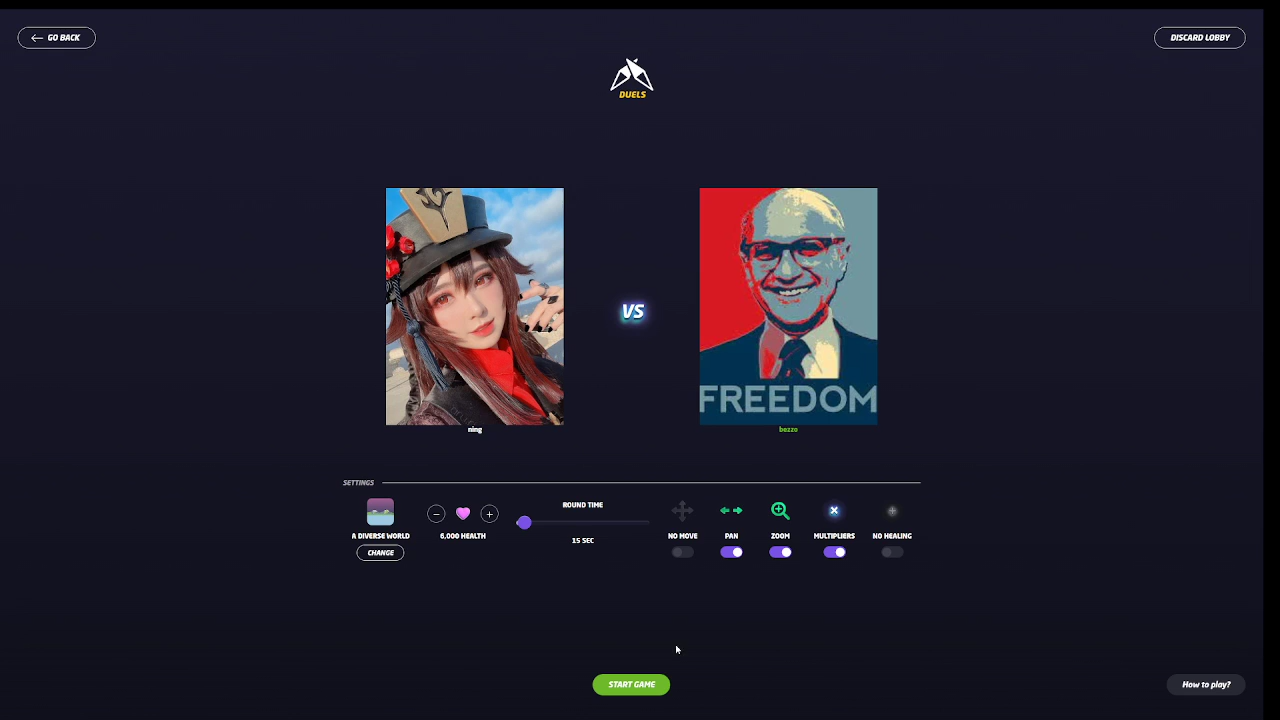 GO BACK
DISCARD LOBBY
DUELS
VS
FREEDOM
ning
bezzo
SETTINGS
ROUND TIME
A DIVERSE WORLD
6,000 HEALTH
15 SEC
NO MOVE
PAN
ZOOM
MULTIPLIERS
NO HEALING
CHANGE
START GAME
How to play?